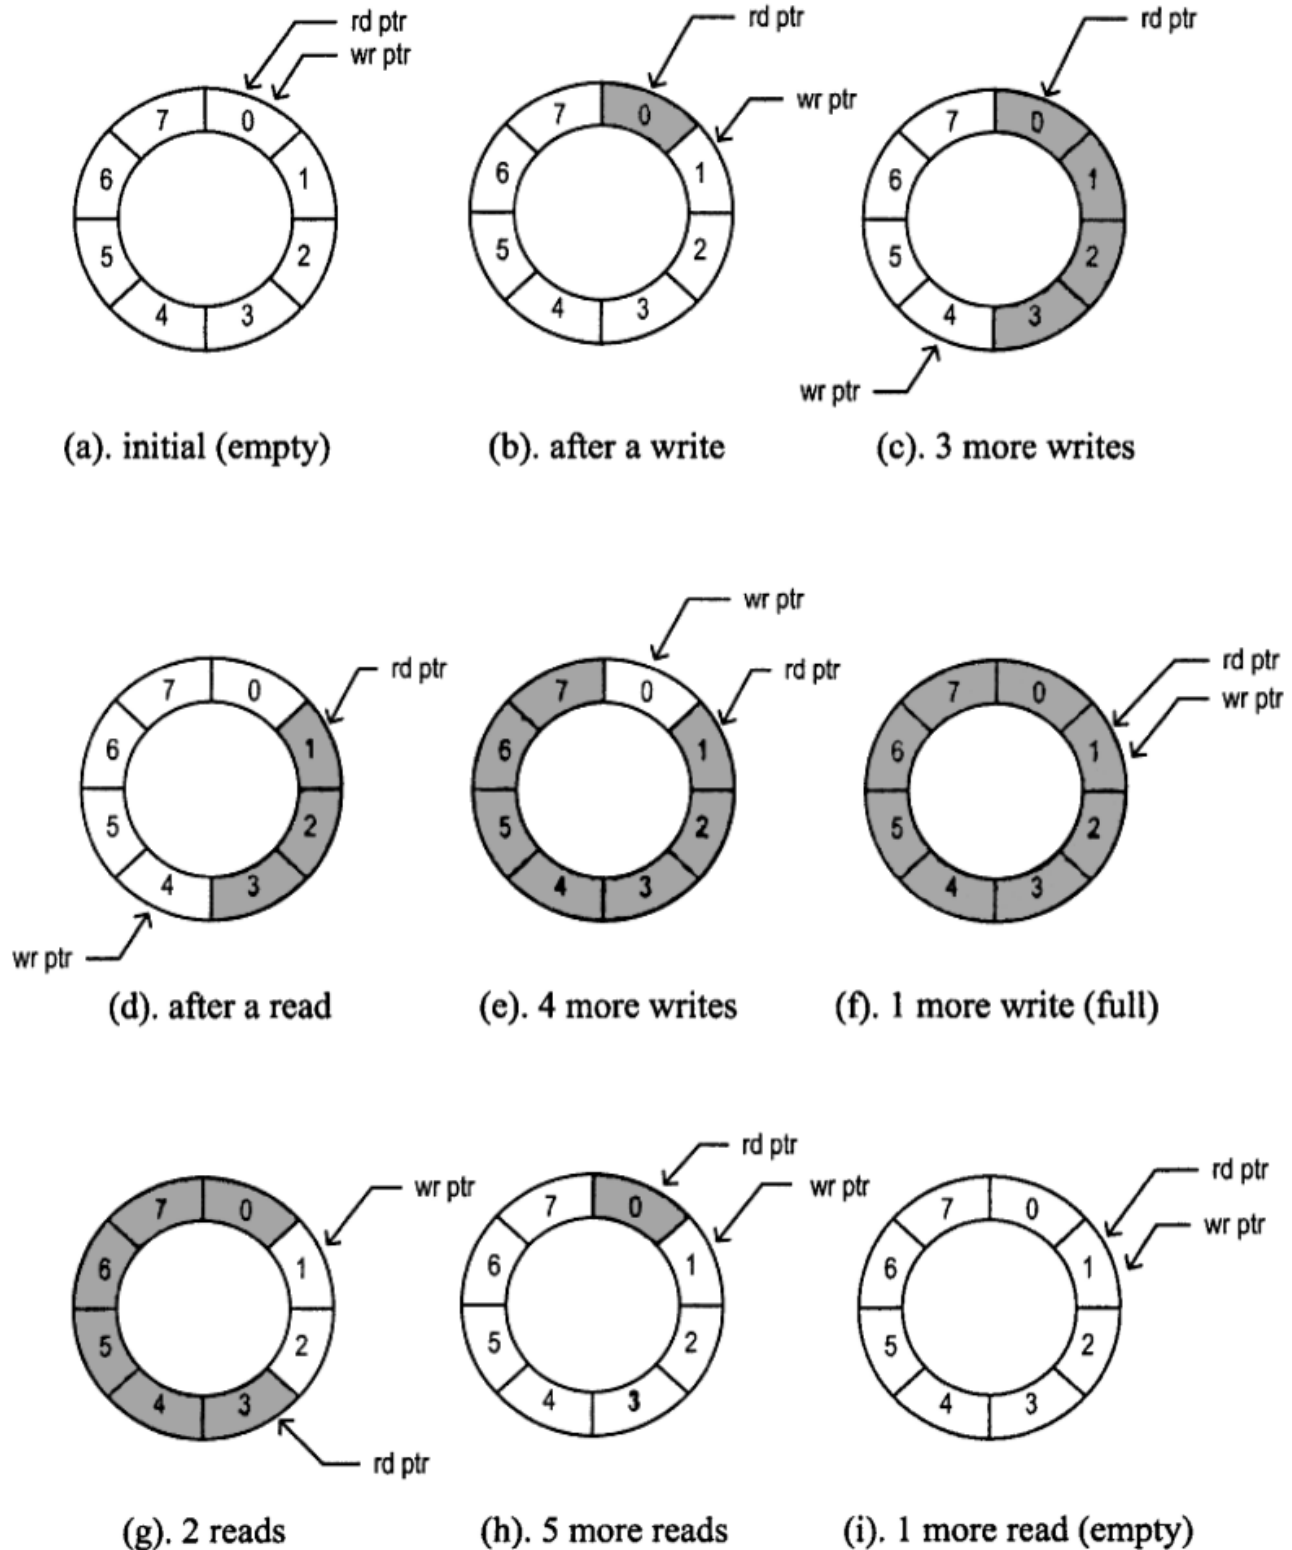 rd ptr
wr ptr
7 0
6 1
5 2
4 3
(a). initial (empty)
rd ptr
wr ptr
7 0
6 1
5 2
4 3
(b). after a write
rd ptr
7 0
6 1
5 2
4 3
wr ptr
(c). 3 more writes
rd ptr
7 0
6 1
5 2
4 3
wr ptr
(d). after a read
wr ptr
rd ptr
7 0
6 1
5 2
4 3
(e). 4 more writes
rd ptr
wr ptr
7 0
6 1
5 2
4 3
(f). 1 more write (full)
wr ptr
7 0
6 1
5 2
4 3
rd ptr
(g). 2 reads
rd ptr
wr ptr
7 0
6 1
5 2
4 3
(h). 5 more reads
rd ptr
wr ptr
7 0
6 1
5 2
4 3
(i). 1 more read (empty)